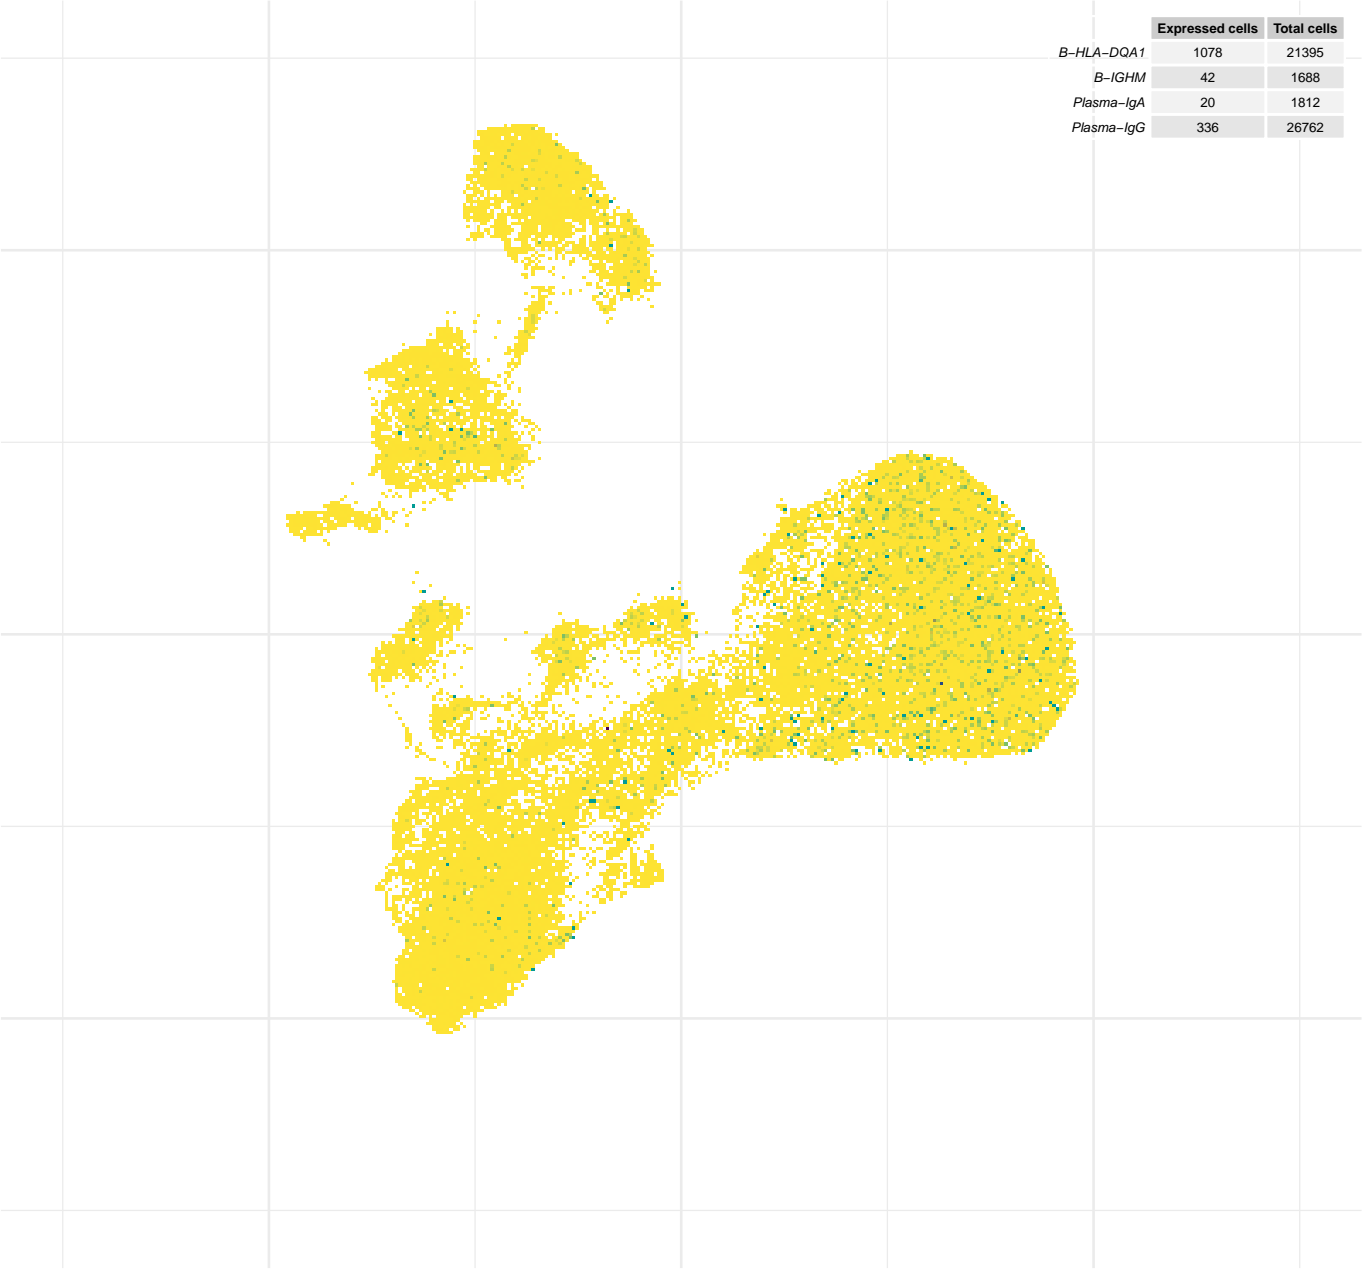 Expressed cells Total cells
B−HLA−DQA1 1078 21395
B−IGHM 42 1688
Plasma−IgA 20 1812
Plasma−IgG 336 26762